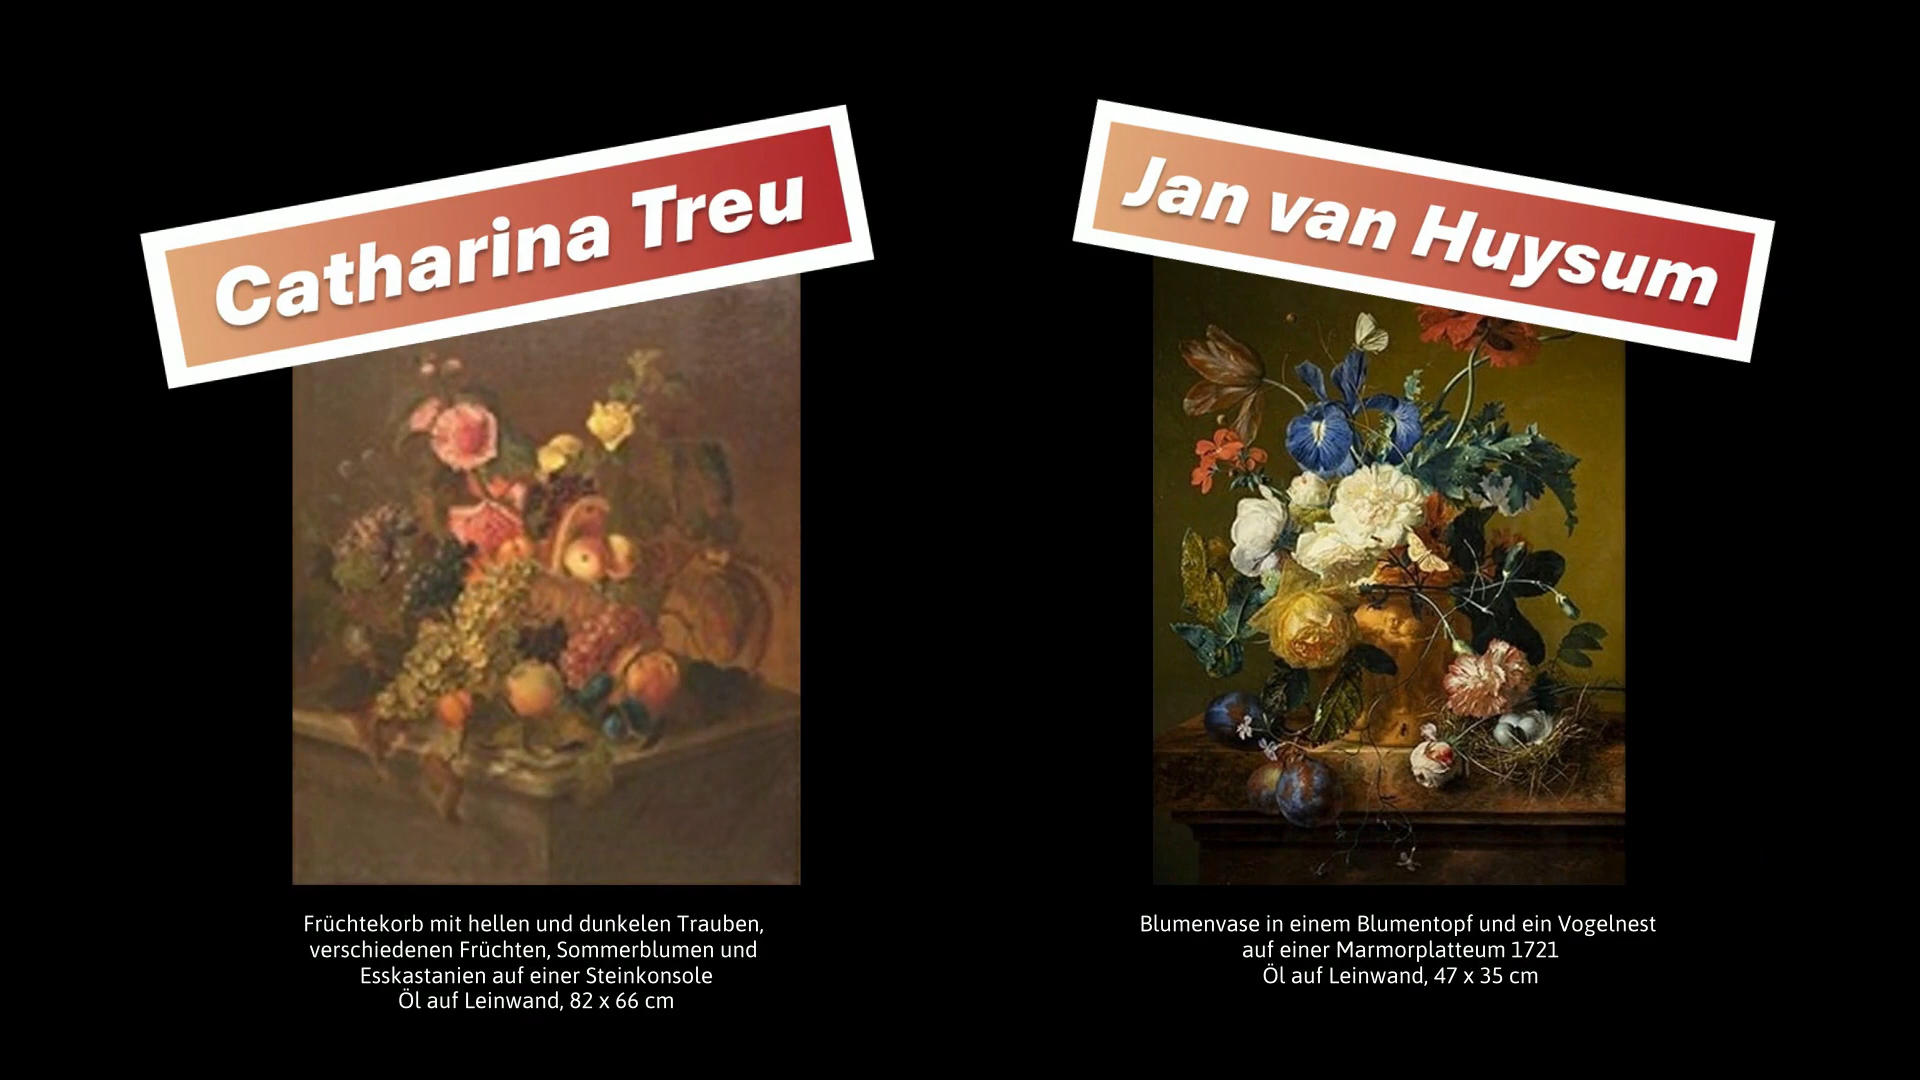 Catharina Treu
Jan van Huysum
Früchtekorb mit hellen und dunkelen Trauben,
verschiedenen Früchten, Sommerblumen und
Esskastanien auf einer Steinkonsole
Öl auf Leinwand, 82 x 66 cm
Blumenvase in einem Blumentopf und ein Vogelnest
auf einer Marmorplatteum 1721
Öl auf Leinwand, 47 x 35 cm